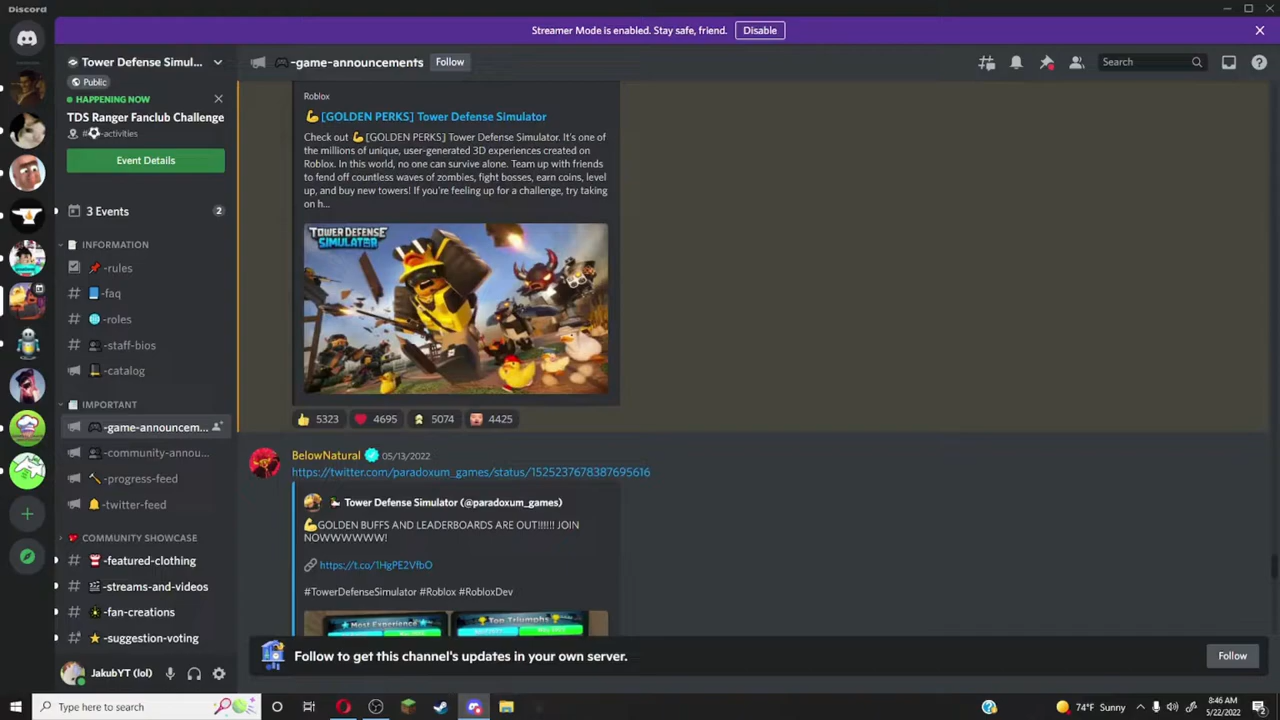 Discord
Streamer Mode is enabled. Stay safe, friend.
Disable
Tower Defense Simul...
Public
HAPPENING NOW
TDS Ranger Fanclub Challenge
-activities
Event Details
3 Events
2
INFORMATION
-rules
-faq
-roles
-staff-bios
-catalog
IMPORTANT
-game-announcem...
-community-annou...
-progress-feed
-twitter-feed
COMMUNITY SHOWCASE
-featured-clothing
-streams-and-videos
-fan-creations
-suggestion-voting
JakubYT (lol)
-game-announcements
Follow
Search
Roblox
💪[GOLDEN PERKS] Tower Defense Simulator
Check out 💪[GOLDEN PERKS] Tower Defense Simulator. It's one of
the millions of unique, user-generated 3D experiences created on
Roblox. In this world, no one can survive alone. Team up with friends
to fend off countless waves of zombies, fight bosses, earn coins, level
up, and buy new towers! If you're feeling up for a challenge, try taking
on h...
TOWER DEFENSE
SIMULATOR
5323
4695
5074
4425
BelowNatural
05/13/2022
https://twitter.com/paradoxum_games/status/1525237678387695616
Tower Defense Simulator (@paradoxum_games)
💪GOLDEN BUFFS AND LEADERBOARDS ARE OUT!!!!!! JOIN
NOWWWWWW!
🔗 https://t.co/1HgPE2VfbO
#TowerDefenseSimulator #Roblox #RobloxDev
Most Experience
Top Triumphs
Follow to get this channel's updates in your own server.
Follow
Type here to search
74°F Sunny
8:46 AM
5/22/2022
2